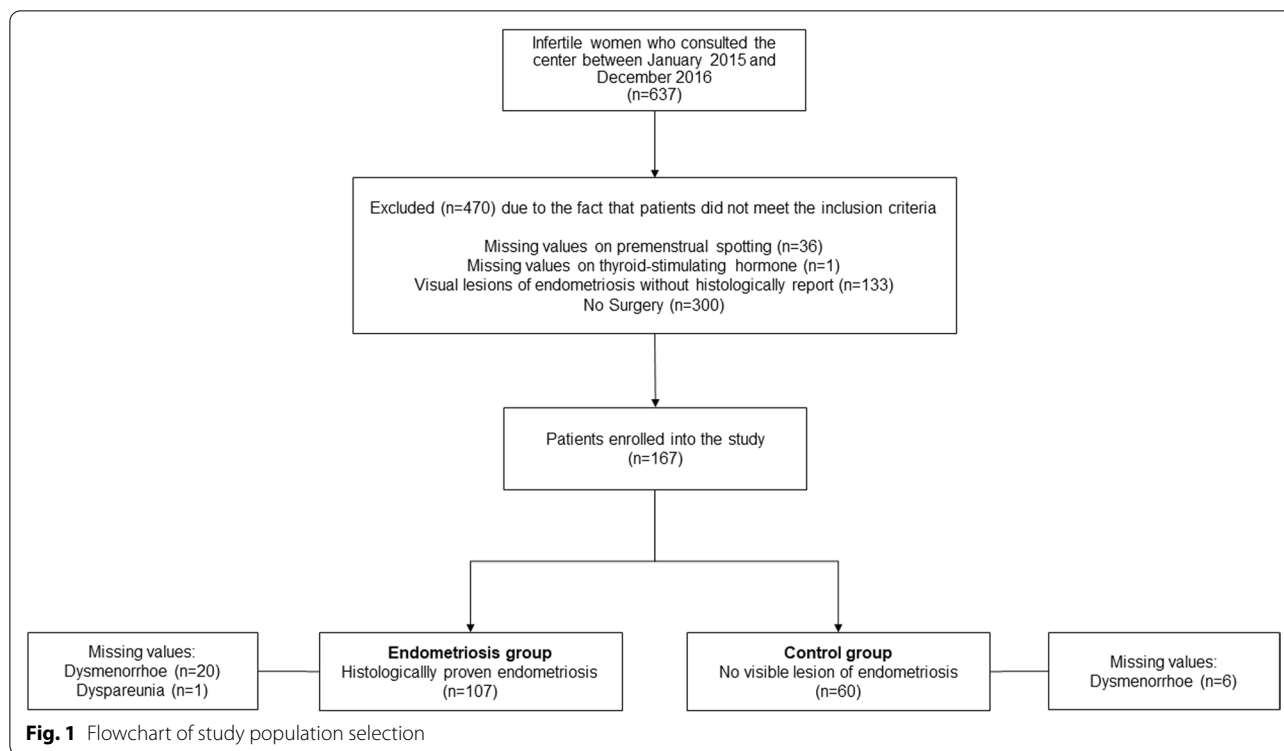 Infertile women who consulted the
center between January 2015 and
December 2016
(n=637)
Excluded (n=470) due to the fact that patients did not meet the inclusion criteria
Missing values on premenstrual spotting (n=36)
Missing values on thyroid-stimulating hormone (n=1)
Visual lesions of endometriosis without histologically report (n=133)
No Surgery (n=300)
Patients enrolled into the study
(n=167)
Missing values:
Dysmenorrhoe (n=20)
Dyspareunia (n=1)
Endometriosis group
Histologicallly proven endometriosis
(n=107)
Control group
No visible lesion of endometriosis
(n=60)
Missing values:
Dysmenorrhoe (n=6)
Fig. 1 Flowchart of study population selection